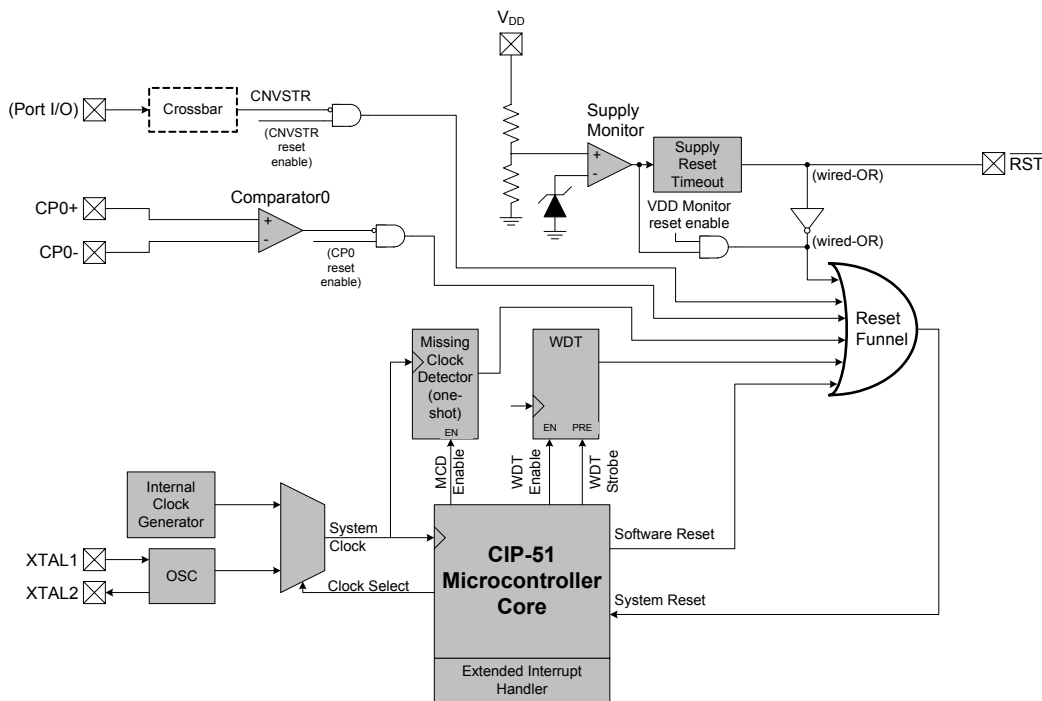 VDD
(Port I/O)
Crossbar
CNVSTR
(CNVSTR
reset
enable)
Supply
Monitor
+
-
Supply
Reset
Timeout
(wired-OR)
RST
VDD Monitor
reset enable
(wired-OR)
CP0+
CP0-
Comparator0
+
-
(CP0
reset
enable)
Reset
Funnel
Missing
Clock
Detector
(one-
shot)
EN
WDT
EN
PRE
MCD
Enable
WDT
Enable
WDT
Strobe
Internal
Clock
Generator
System
Clock
XTAL1
XTAL2
OSC
Clock Select
CIP-51
Microcontroller
Core
Software Reset
System Reset
Extended Interrupt
Handler